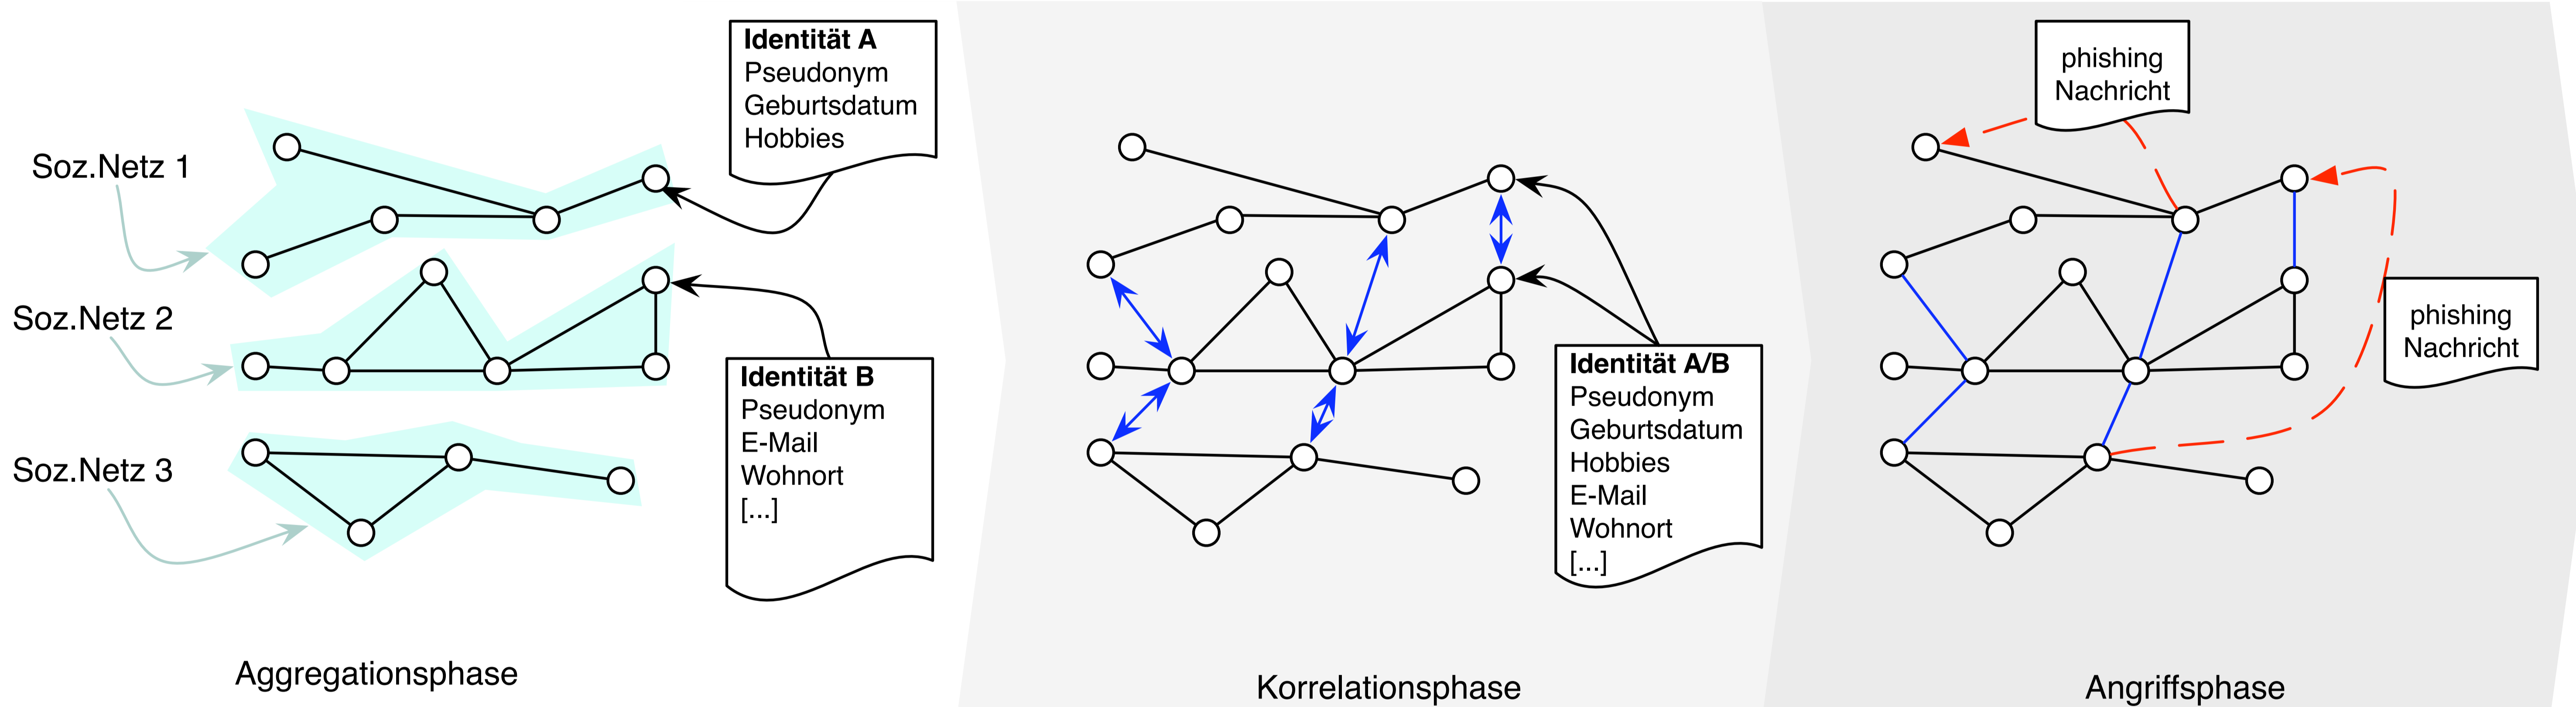 Soz.Netz 1
Soz.Netz 2
Soz.Netz 3
Identität A
Pseudonym
Geburtsdatum
Hobbies
Identität B
Pseudonym
E-Mail
Wohnort
[...]
Aggregationsphase
Identität A/B
Pseudonym
Geburtsdatum
Hobbies
E-Mail
Wohnort
[...]
Korrelationsphase
phishing
Nachricht
phishing
Nachricht
Angriffsphase